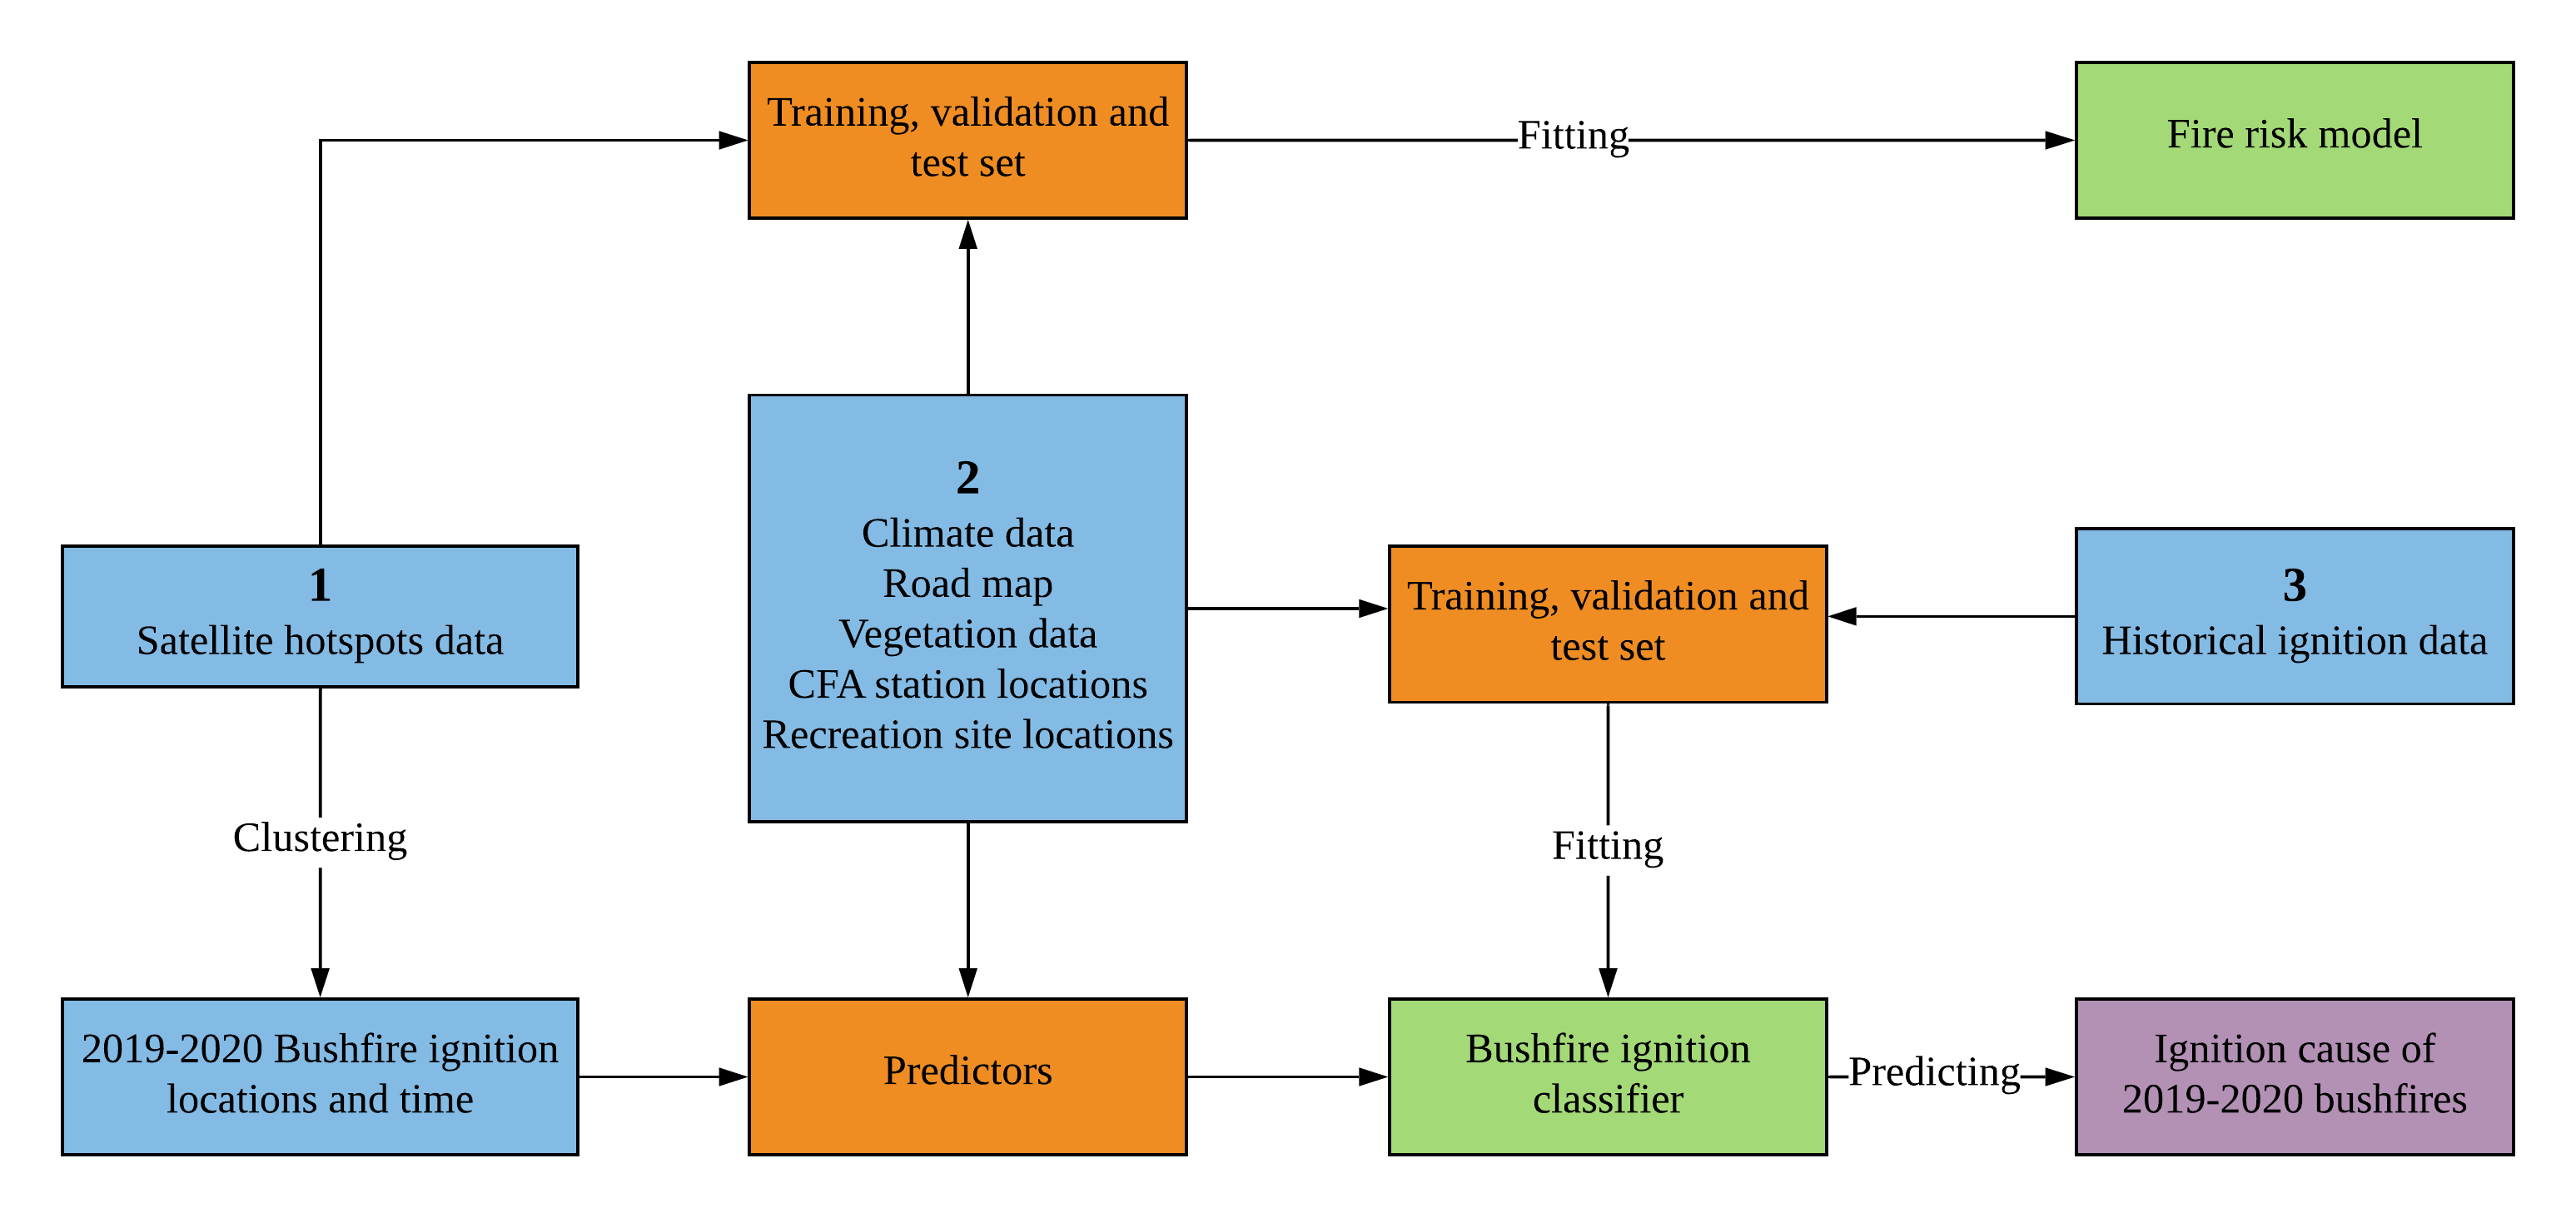 Training, validation and
test set
Fitting
Fire risk model
1
Satellite hotspots data
2
Climate data
Road map
Vegetation data
CFA station locations
Recreation site locations
Training, validation and
test set
3
Historical ignition data
Clustering
Fitting
2019-2020 Bushfire ignition
locations and time
Predictors
Bushfire ignition
classifier
Predicting
Ignition cause of
2019-2020 bushfires